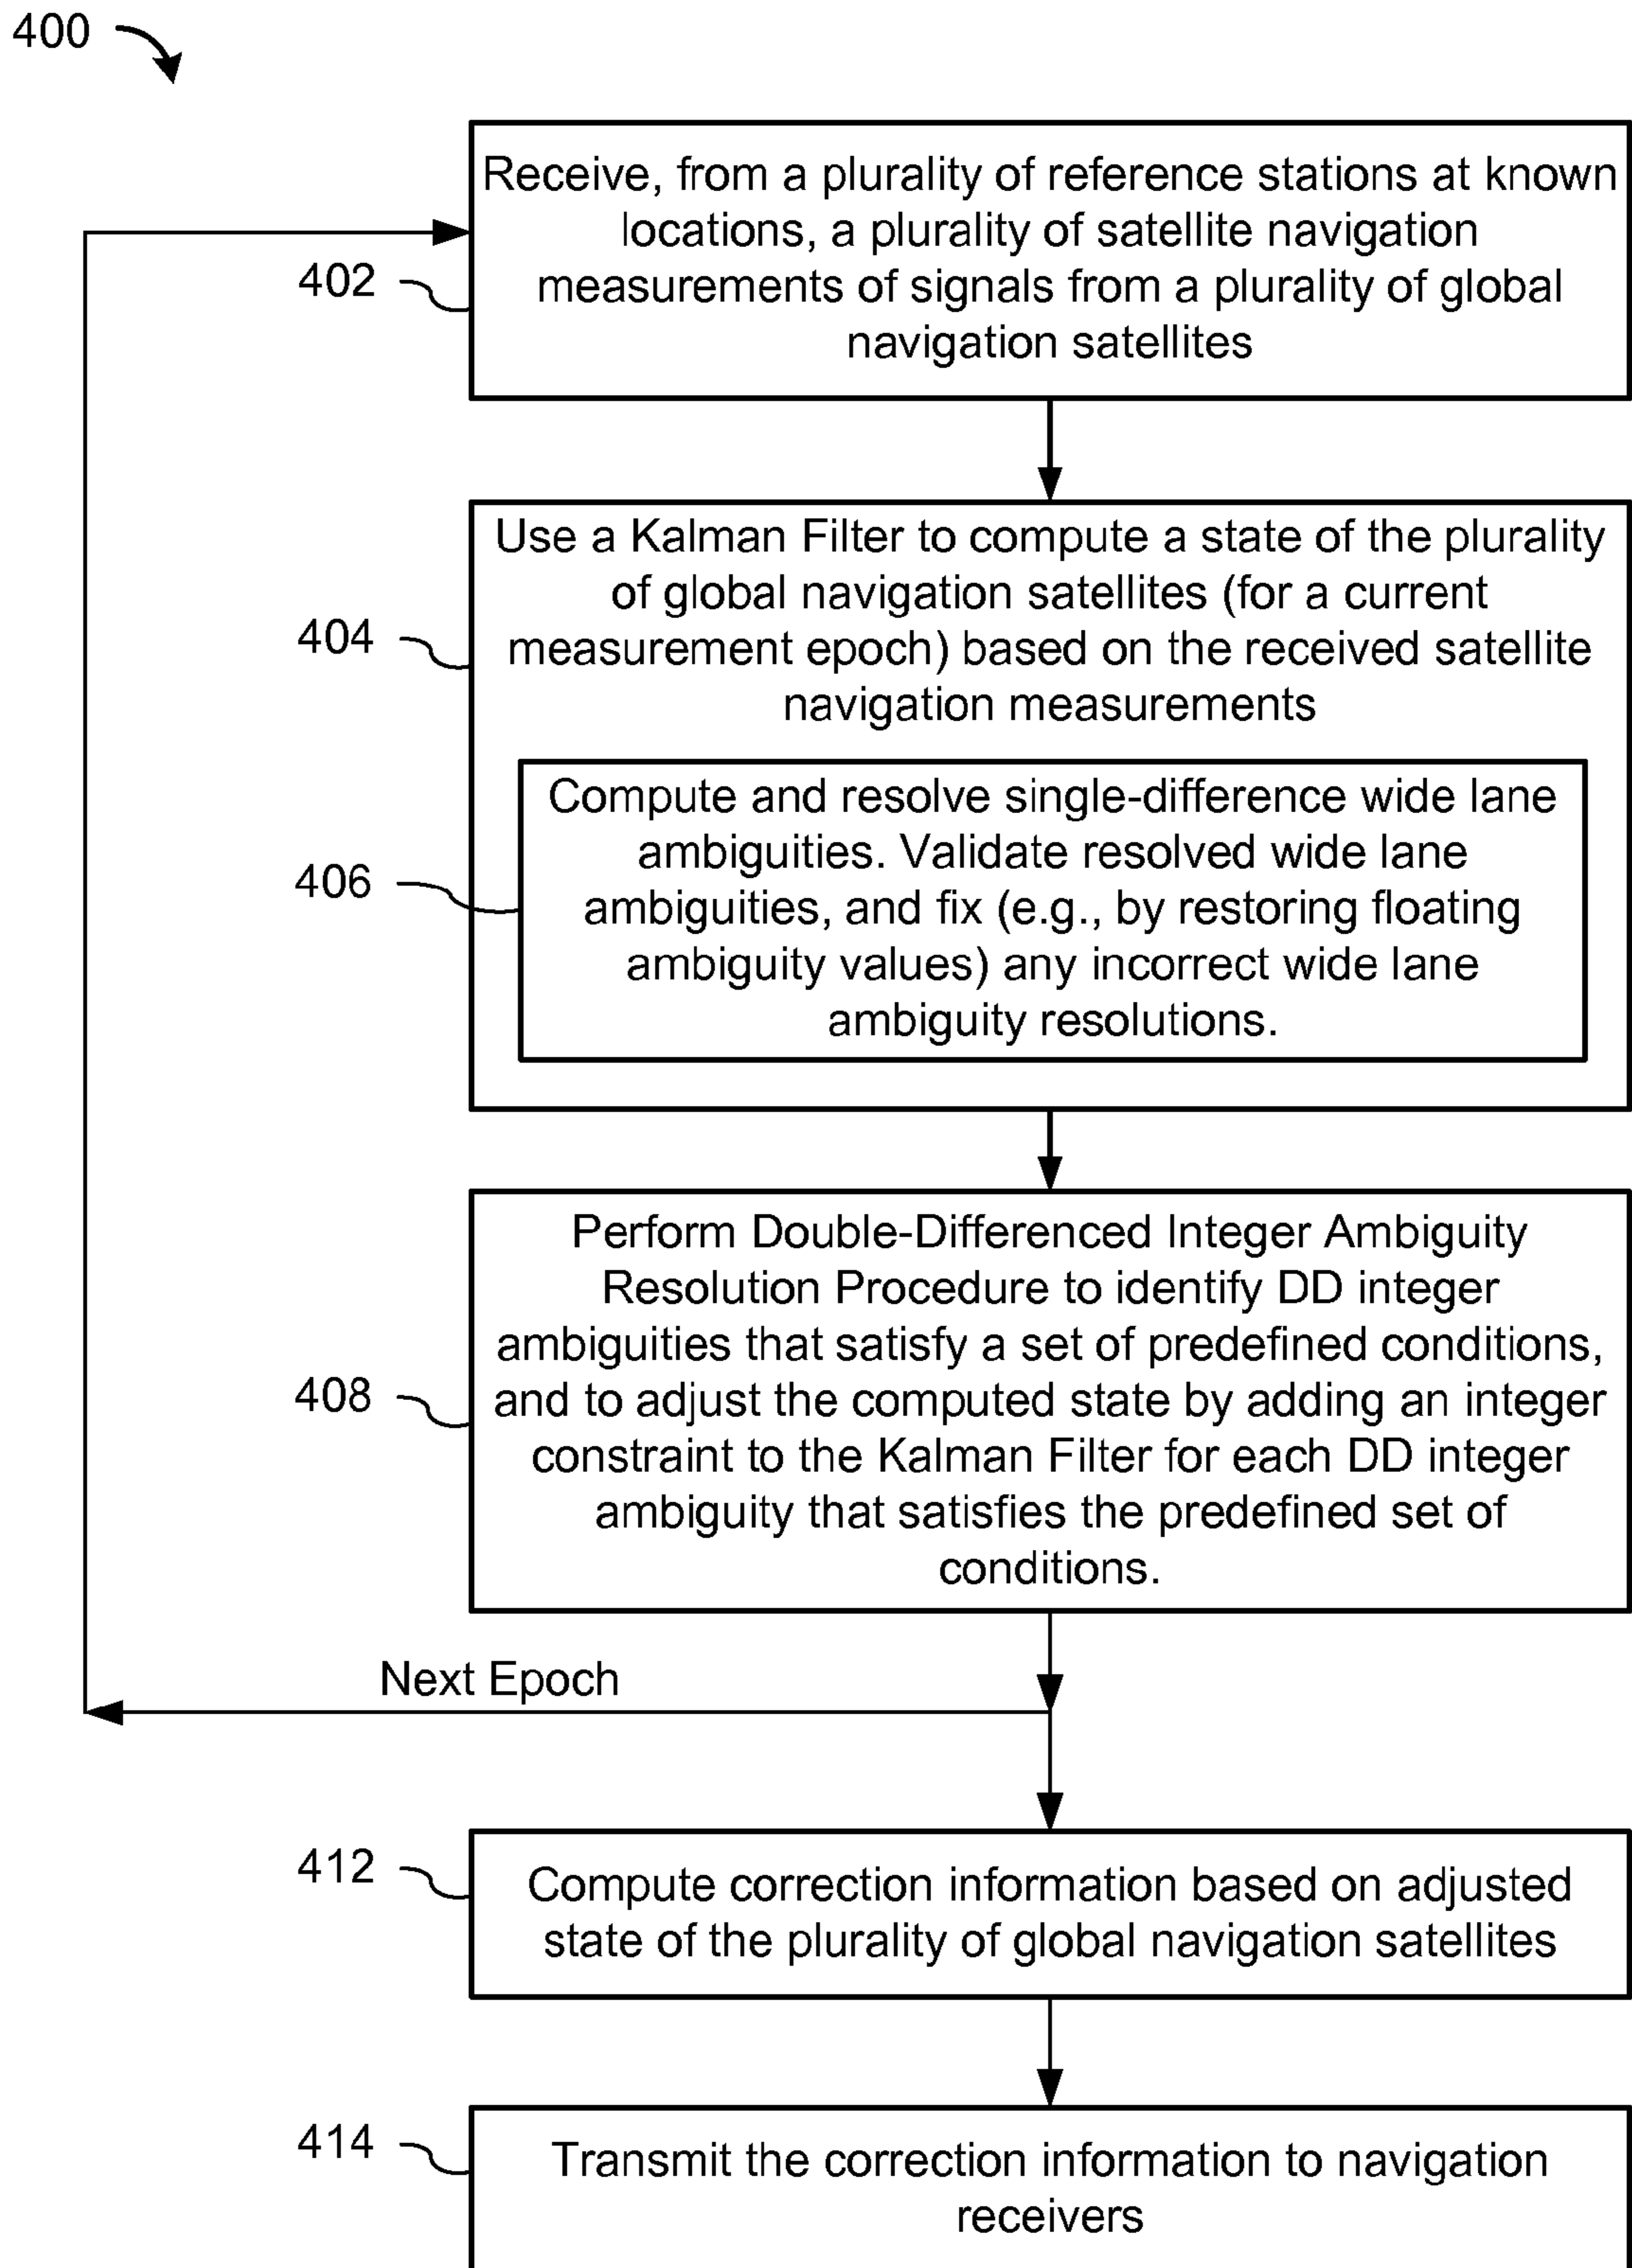 400
Receive, from a plurality of reference stations at known
locations, a plurality of satellite navigation
measurements of signals from a plurality of global
navigation satellites
402
Use a Kalman Filter to compute a state of the plurality
of global navigation satellites (for a current
measurement epoch) based on the received satellite
navigation measurements
404
Compute and resolve single-difference wide lane
ambiguities. Validate resolved wide lane
ambiguities, and fix (e.g., by restoring floating
ambiguity values) any incorrect wide lane
ambiguity resolutions.
406
Perform Double-Differenced Integer Ambiguity
Resolution Procedure to identify DD integer
ambiguities that satisfy a set of predefined conditions,
and to adjust the computed state by adding an integer
constraint to the Kalman Filter for each DD integer
ambiguity that satisfies the predefined set of
conditions.
408
Next Epoch
412
Compute correction information based on adjusted
state of the plurality of global navigation satellites
414
Transmit the correction information to navigation
receivers